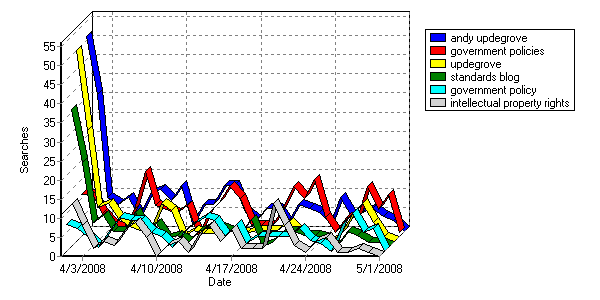 55
50
45
40
35
30
25
20
15
10
5
0
Searches
4/3/2008 4/10/2008 4/17/2008 4/24/2008 5/1/2008
Date
andy updegrove
government policies
updegrove
standards blog
government policy
intellectual property rights